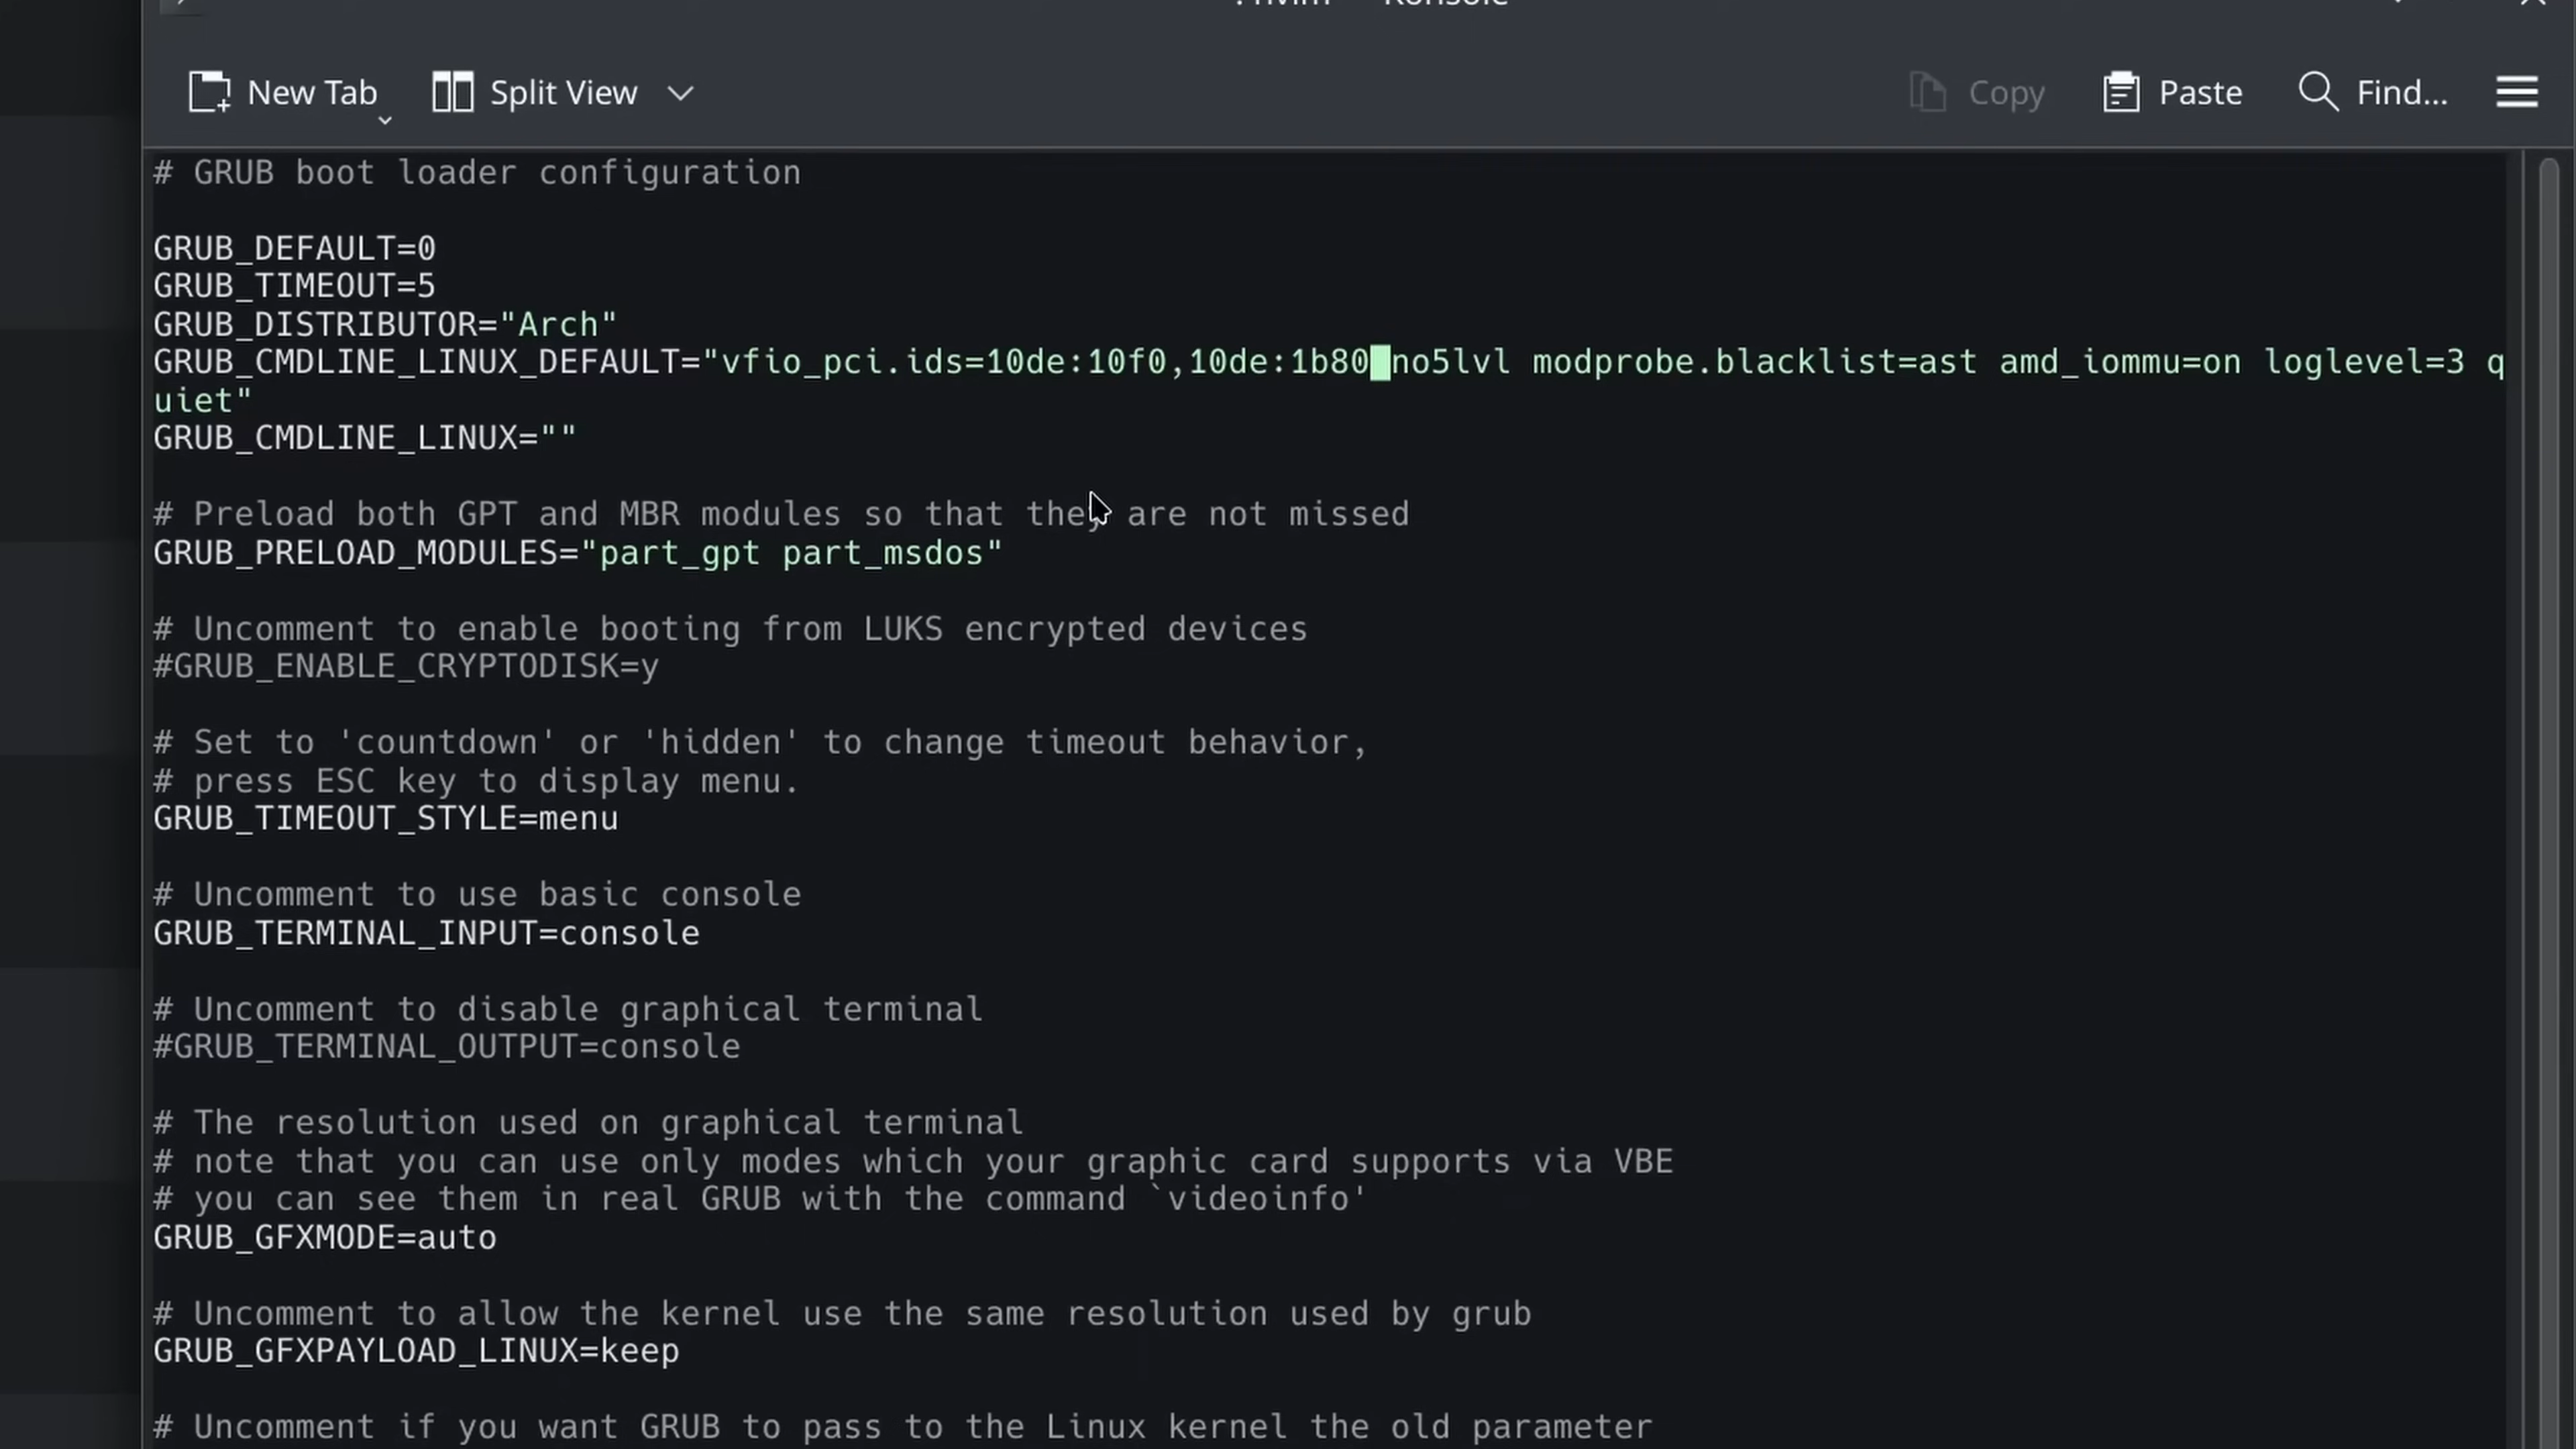 New Tab Split View Copy Paste Find...
# GRUB boot loader configuration
GRUB_DEFAULT=0
GRUB_TIMEOUT=5
GRUB_DISTRIBUTOR="Arch"
GRUB_CMDLINE_LINUX_DEFAULT="vfio_pci.ids=10de:10f0,10de:1b80 no5lvl modprobe.blacklist=ast amd_iommu=on loglevel=3 q
uiet"
GRUB_CMDLINE_LINUX=""
# Preload both GPT and MBR modules so that they are not missed
GRUB_PRELOAD_MODULES="part_gpt part_msdos"
# Uncomment to enable booting from LUKS encrypted devices
#GRUB_ENABLE_CRYPTODISK=y
# Set to 'countdown' or 'hidden' to change timeout behavior,
# press ESC key to display menu.
GRUB_TIMEOUT_STYLE=menu
# Uncomment to use basic console
GRUB_TERMINAL_INPUT=console
# Uncomment to disable graphical terminal
#GRUB_TERMINAL_OUTPUT=console
# The resolution used on graphical terminal
# note that you can use only modes which your graphic card supports via VBE
# you can see them in real GRUB with the command `videoinfo'
GRUB_GFXMODE=auto
# Uncomment to allow the kernel use the same resolution used by grub
GRUB_GFXPAYLOAD_LINUX=keep
# Uncomment if you want GRUB to pass to the Linux kernel the old parameter